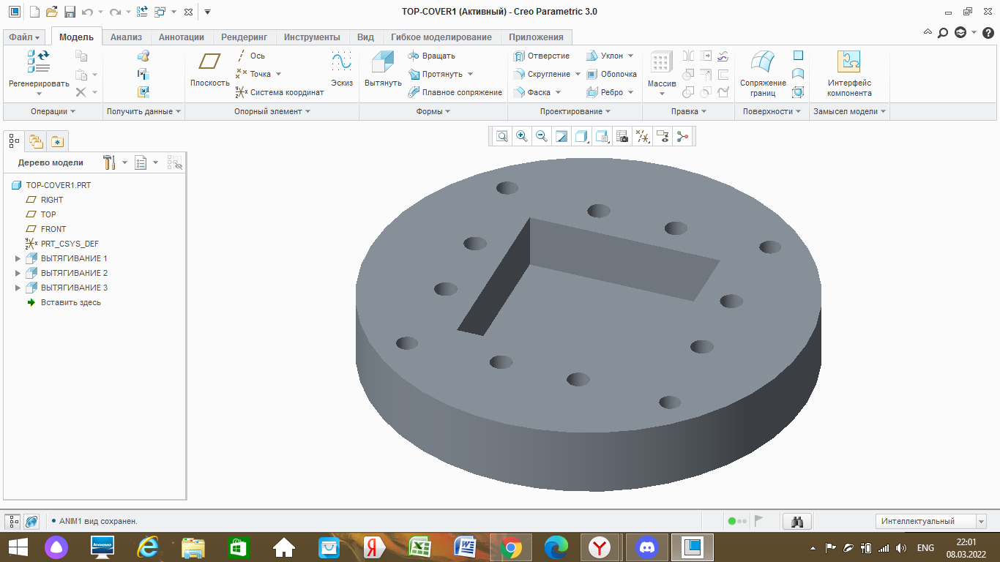 TOP-COVER1 (Активный) - Creo Parametric 3.0
Файл Модель Анализ Аннотации Рендеринг Инструменты Вид Гибкое моделирование Приложения
Регенерировать
Плоскость
Ось
Точка
Система координат
Эскиз
Вытянуть
Вращать
Протянуть
Плавное сопряжение
Отверстие
Скругление
Фаска
Уклон
Оболочка
Ребро
Массив
Сопряжение
границ
Интерфейс
компонента
Операции Получить данные Опорный элемент Формы Проектирование Правка Поверхности Замысел модели
Дерево модели
TOP-COVER1.PRT
RIGHT
TOP
FRONT
PRT_CSYS_DEF
ВЫТЯГИВАНИЕ 1
ВЫТЯГИВАНИЕ 2
ВЫТЯГИВАНИЕ 3
Вставить здесь
ANIM1 вид сохранен.
Интеллектуальный
lenovo
ENG
22:01
08.03.2022